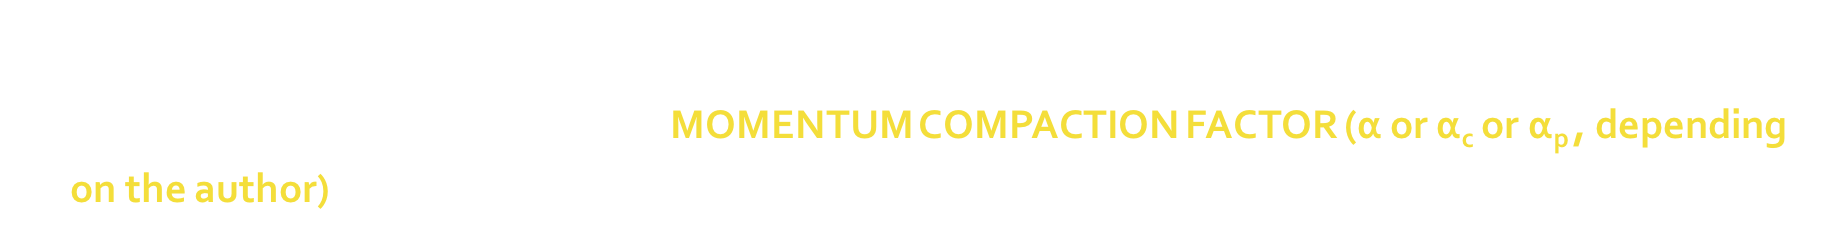 MOMENTUM COMPACTION FACTOR (α or αc or αp, depending
on the author)